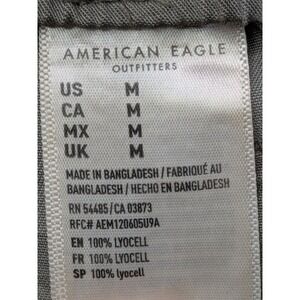 AMERICAN EAGLE
OUTFITTERS
US M
CA M
MX M
UK M
MADE IN BANGLADESH / FABRIQUÉ AU
BANGLADESH / HECHO EN BANGLADESH
RN 54485 / CA 03873
RFC# AEM120605U9A
EN 100% LYOCELL
FR 100% LYOCELL
SP 100% lyocell